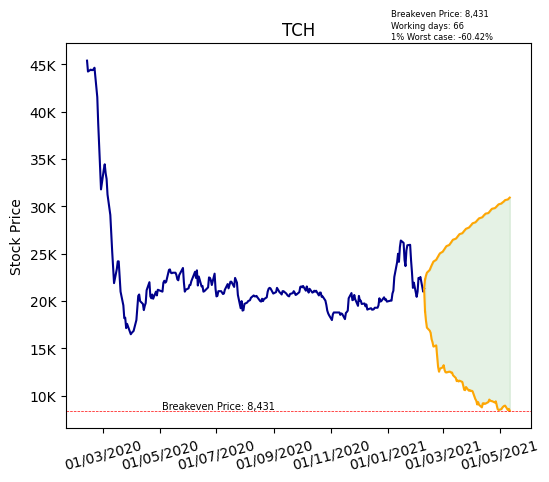 Breakeven Price: 8,431
Working days: 66
1% Worst case: -60.42%
TCH
Stock Price
45K
40K
35K
30K
25K
20K
15K
10K
Breakeven Price: 8,431
01/03/2020
01/05/2020
01/07/2020
01/09/2020
01/11/2020
01/01/2021
01/03/2021
01/05/2021